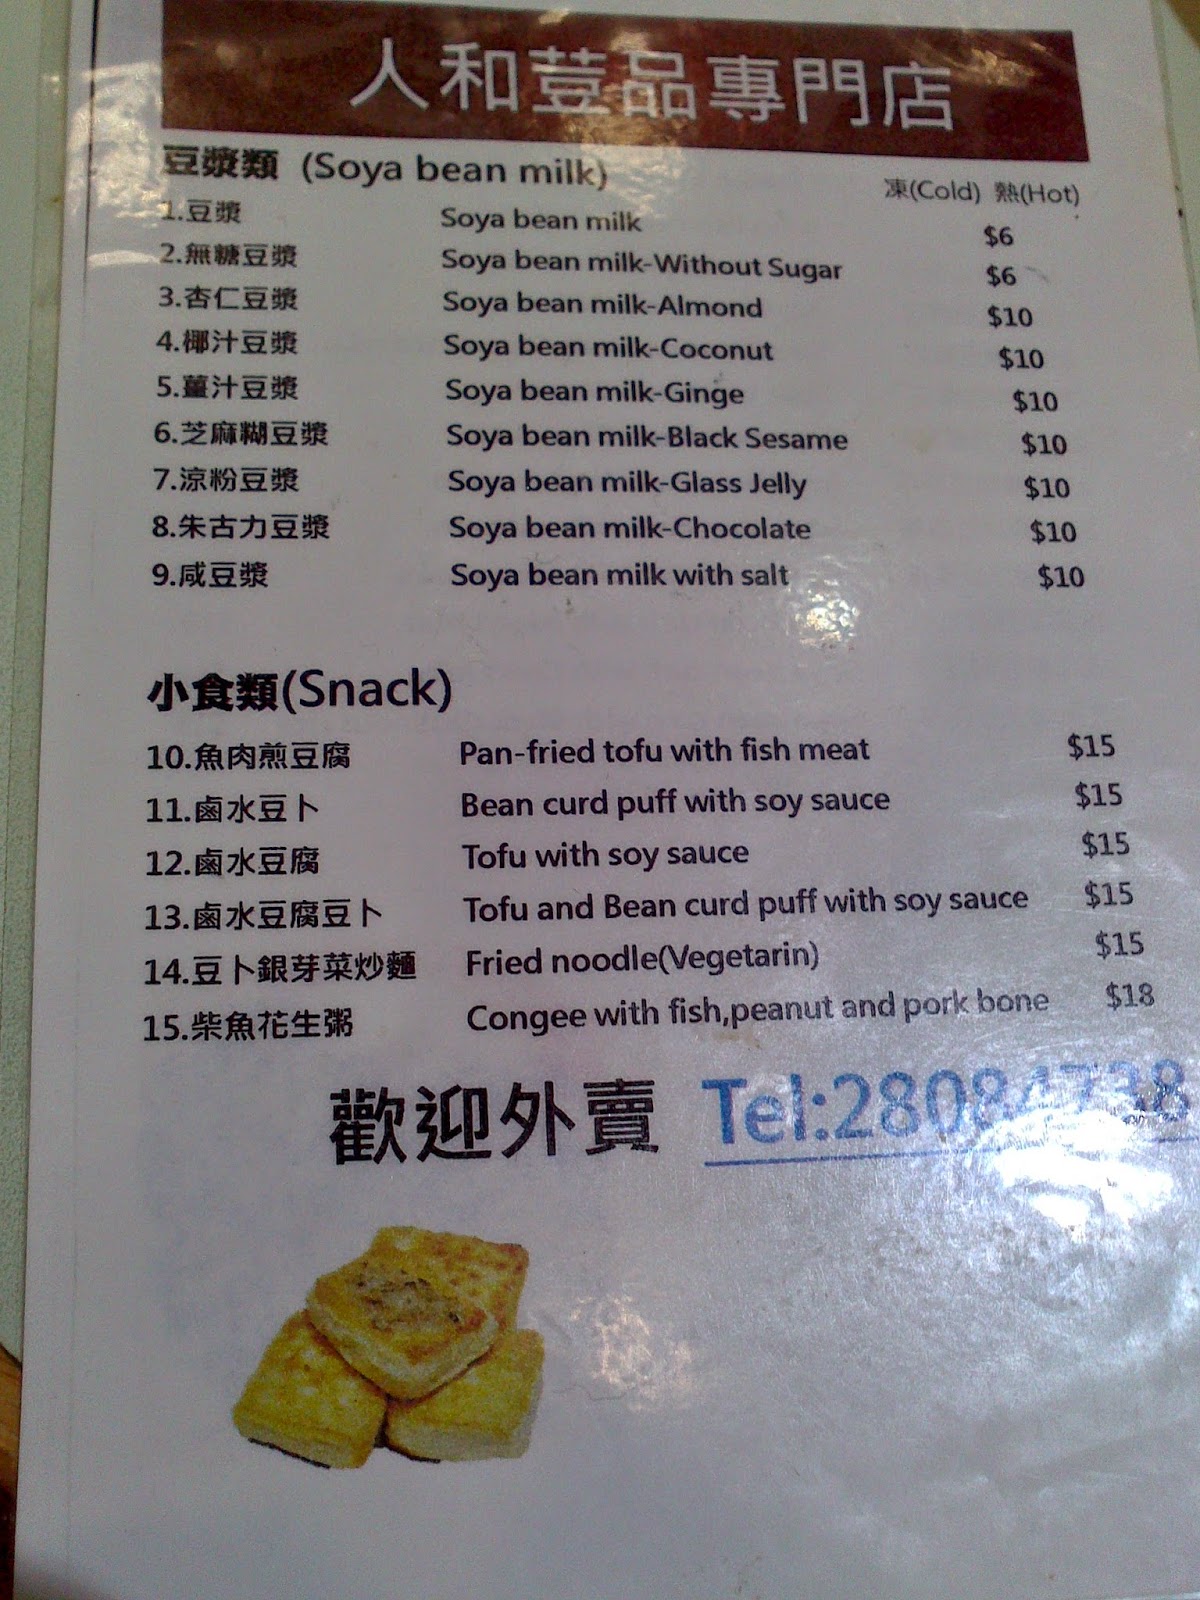 人和荳品專門店
豆漿類 (Soya bean milk)
凍(Cold) 熱(Hot)
1.豆漿 Soya bean milk $6
2.無糖豆漿 Soya bean milk-Without Sugar $6
3.杏仁豆漿 Soya bean milk-Almond $10
4.椰汁豆漿 Soya bean milk-Coconut $10
5.薑汁豆漿 Soya bean milk-Ginge $10
6.芝麻糊豆漿 Soya bean milk-Black Sesame $10
7.涼粉豆漿 Soya bean milk-Glass Jelly $10
8.朱古力豆漿 Soya bean milk-Chocolate $10
9.咸豆漿 Soya bean milk with salt $10
小食類(Snack)
10.魚肉煎豆腐 Pan-fried tofu with fish meat $15
11.鹵水豆卜 Bean curd puff with soy sauce $15
12.鹵水豆腐 Tofu with soy sauce $15
13.鹵水豆腐豆卜 Tofu and Bean curd puff with soy sauce $15
14.豆卜銀芽菜炒麵 Fried noodle(Vegetarin) $15
15.柴魚花生粥 Congee with fish,peanut and pork bone $18
歡迎外賣 Tel:28084738